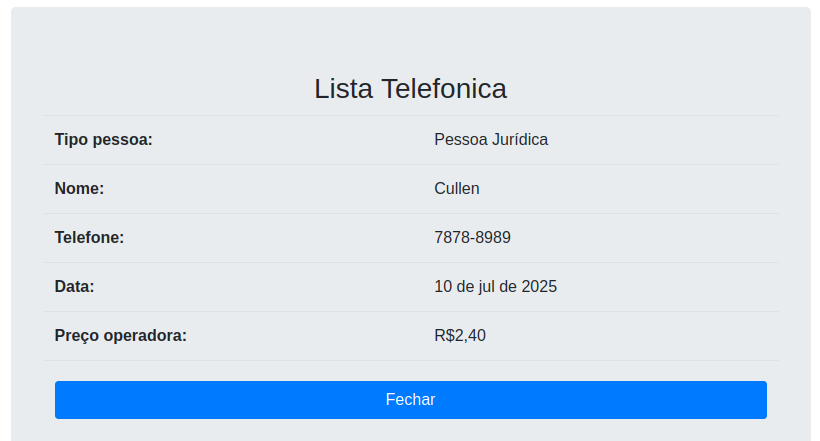 Lista Telefonica
Tipo pessoa: Pessoa Jurídica
Nome: Cullen
Telefone: 7878-8989
Data: 10 de jul de 2025
Preço operadora: R$2,40
Fechar